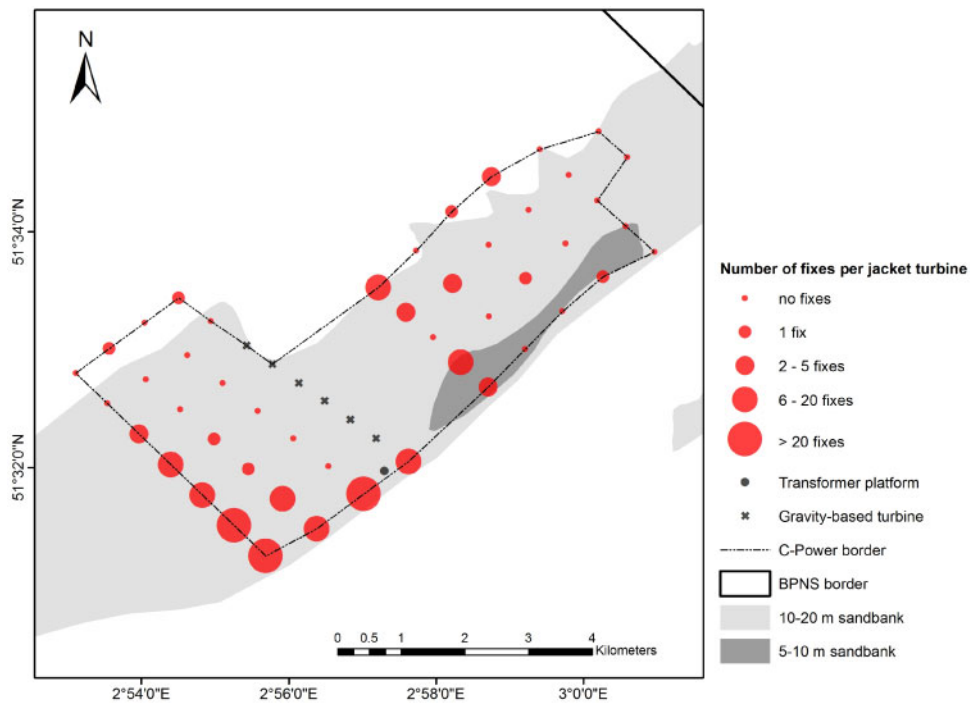 N
51°34'0"N
51°32'0"N
2°54'0"E
2°56'0"E
2°58'0"E
3°0'0"E
0 0.5 1 2 3 4
Kilometers
Number of fixes per jacket turbine
no fixes
1 fix
2 - 5 fixes
6 - 20 fixes
> 20 fixes
Transformer platform
Gravity-based turbine
C-Power border
BPNS border
10-20 m sandbank
5-10 m sandbank